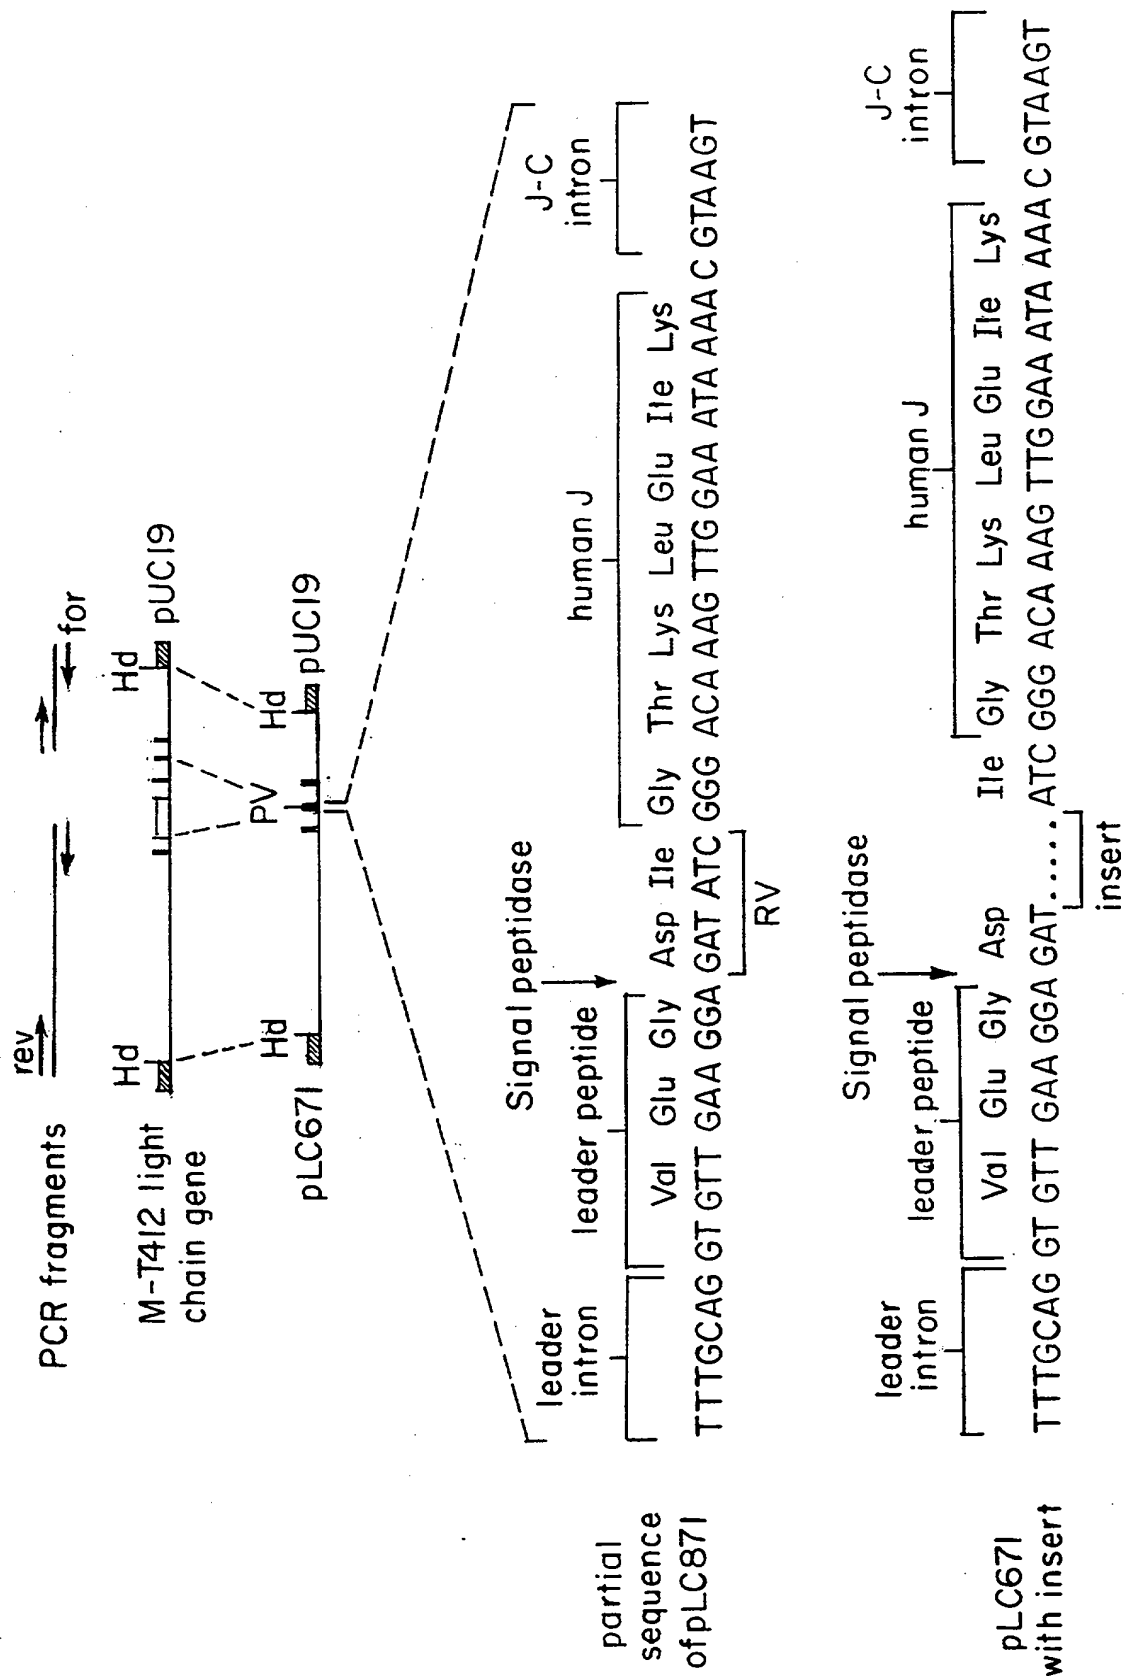 PCR fragments
rev
for
M-T412 light
chain gene
Hd
Hd
pUC19
pLC671
Hd
PV
Hd
pUC19
partial
sequence
of pLC871
leader
intron
leader peptide
Signal peptidase
human J
J-C
intron
Val Glu Gly Asp Ile Gly Thr Lys Leu Glu Ile Lys
TTTGCAG GT GTT GAA GGA GAT ATC GGG ACA AAG TTG GAA ATA AAA C GTAAGT
RV
pLC671
with insert
leader
intron
leader peptide
Signal peptidase
human J
J-C
intron
Val Glu Gly Asp Ile Gly Thr Lys Leu Glu Ile Lys
TTTGCAG GT GTT GAA GGA GAT ..... ATC GGG ACA AAG TTG GAA ATA AAA C GTAAGT
insert